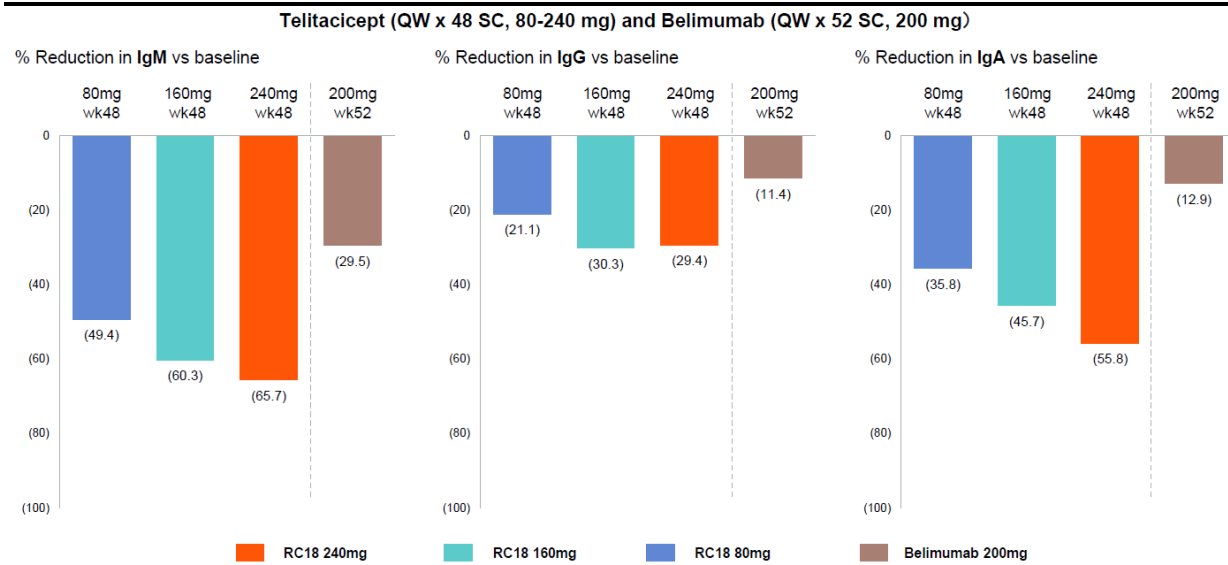 Telitacicept (QW x 48 SC, 80-240 mg) and Belimumab (QW x 52 SC, 200 mg）
% Reduction in IgM vs baseline
80mg 160mg 240mg 200mg
wk48 wk48 wk48 wk52
0
(20)
(40)
(60)
(80)
(100)
(49.4)
(60.3)
(65.7)
(29.5)
% Reduction in IgG vs baseline
80mg 160mg 240mg 200mg
wk48 wk48 wk48 wk52
0
(20)
(40)
(60)
(80)
(100)
(21.1)
(30.3)
(29.4)
(11.4)
% Reduction in IgA vs baseline
80mg 160mg 240mg 200mg
wk48 wk48 wk48 wk52
0
(20)
(40)
(60)
(80)
(100)
(35.8)
(45.7)
(55.8)
(12.9)
RC18 240mg RC18 160mg RC18 80mg Belimumab 200mg